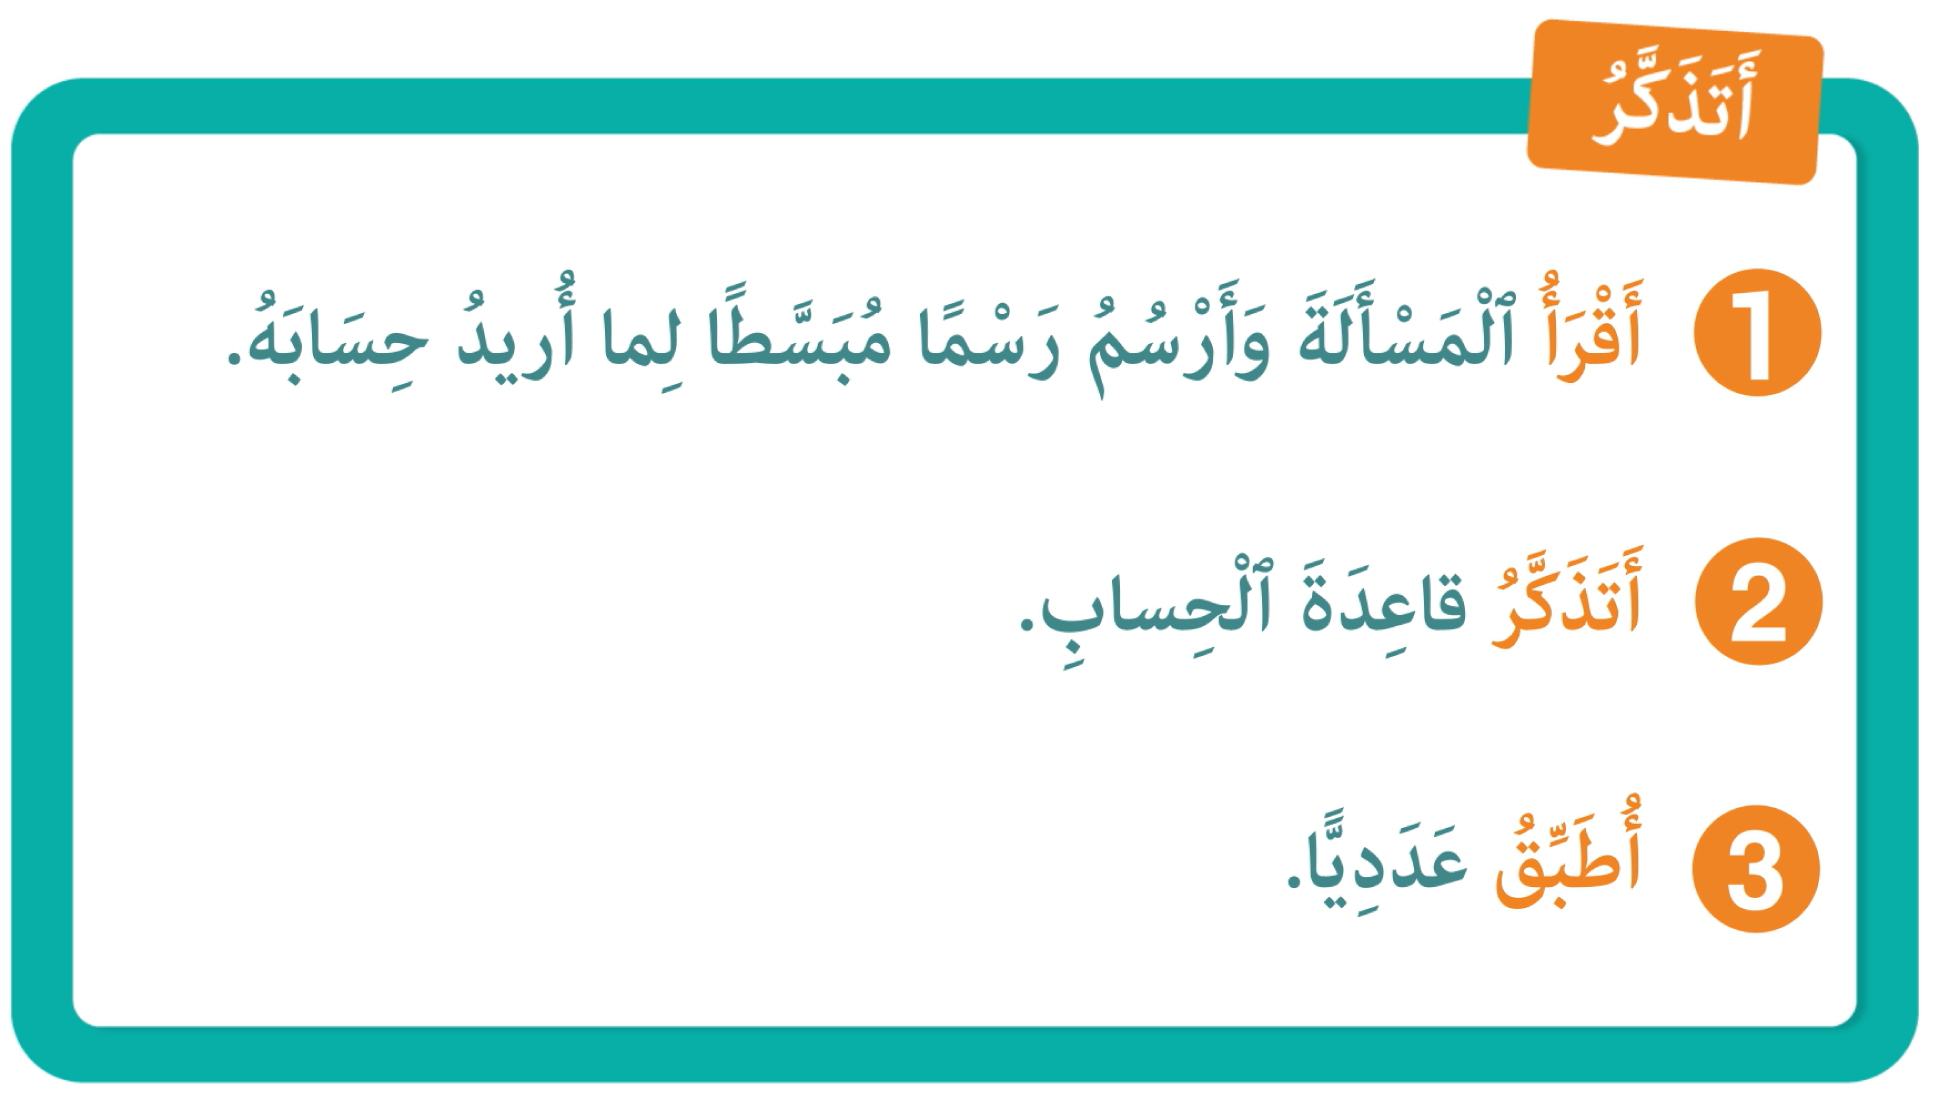 أَتَذَكَّرُ
1 أَقْرَأُ ٱلْمَسْأَلَةَ وَأَرْسُمُ رَسْمًا مُبَسَّطًا لِما أُريدُ حِسَابَهُ.
2 أَتَذَكَّرُ قاعِدَةَ ٱلْحِسابِ.
3 أُطَبِّقُ عَدَدِيًّا.